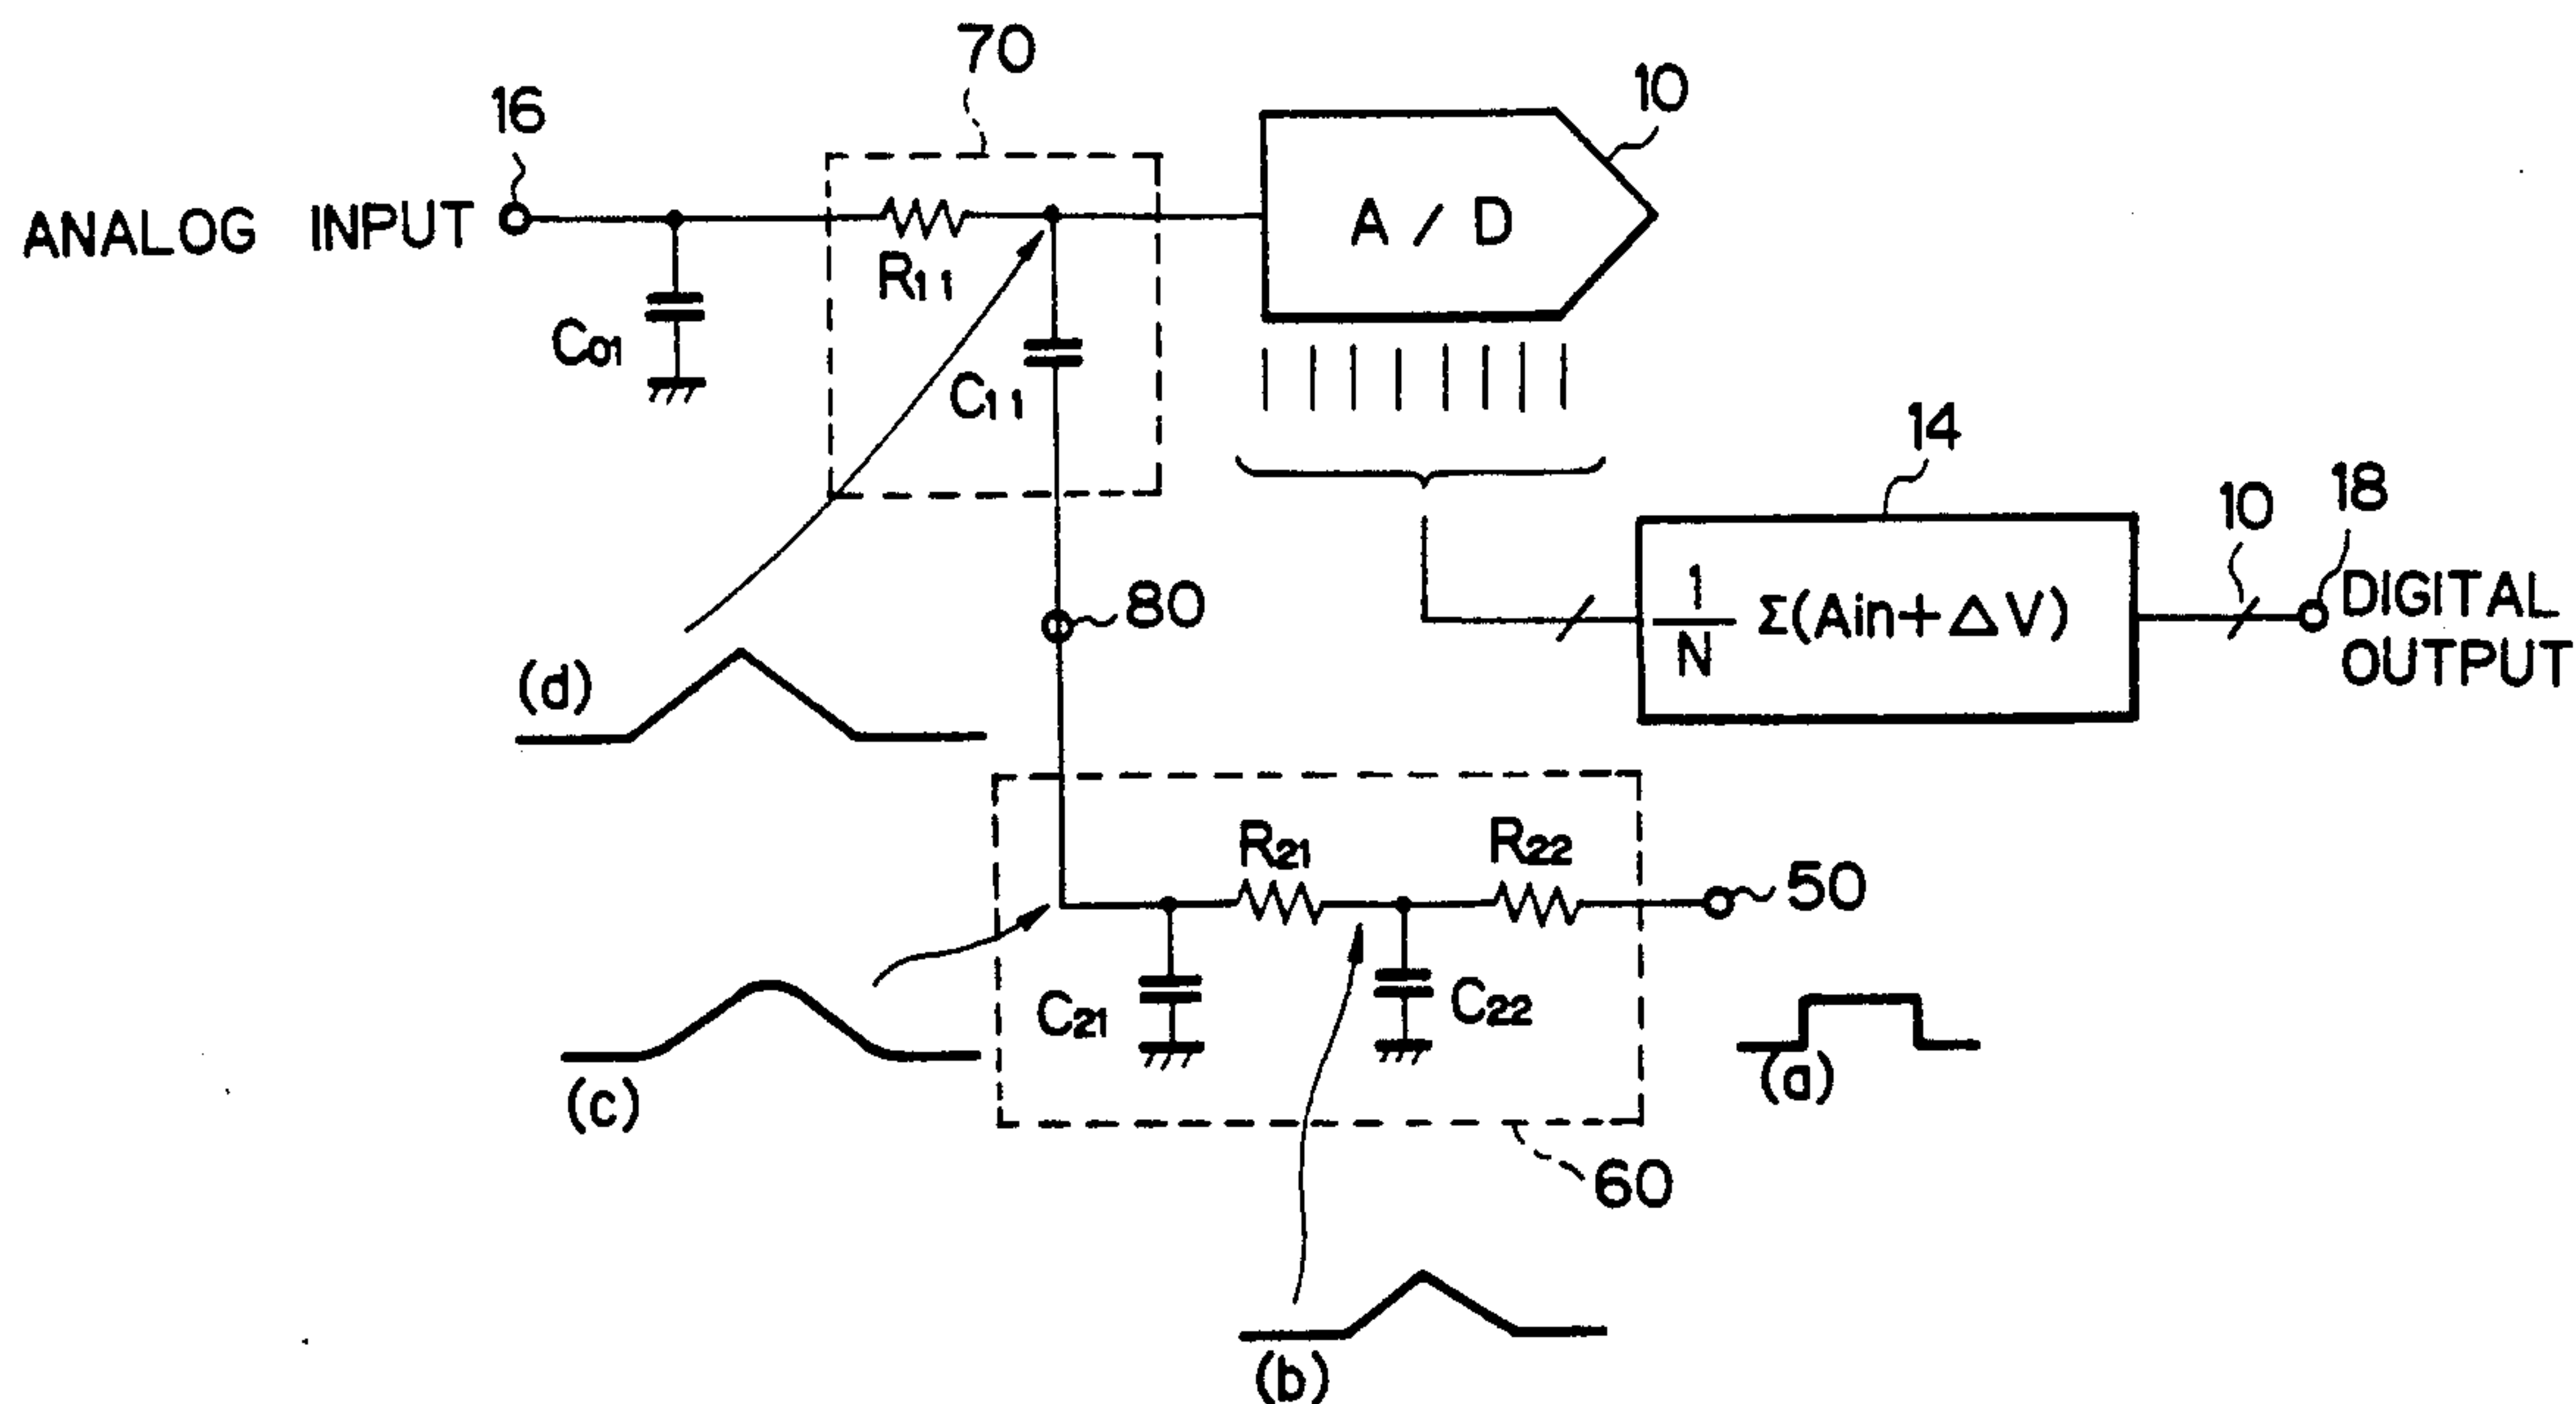 70
16
10
ANALOG INPUT
A / D
R11
C01
C11
14
10
18
80
1/N Σ(Ain+ΔV)
DIGITAL
OUTPUT
(d)
R21
R22
50
C21
C22
(a)
(c)
60
(b)